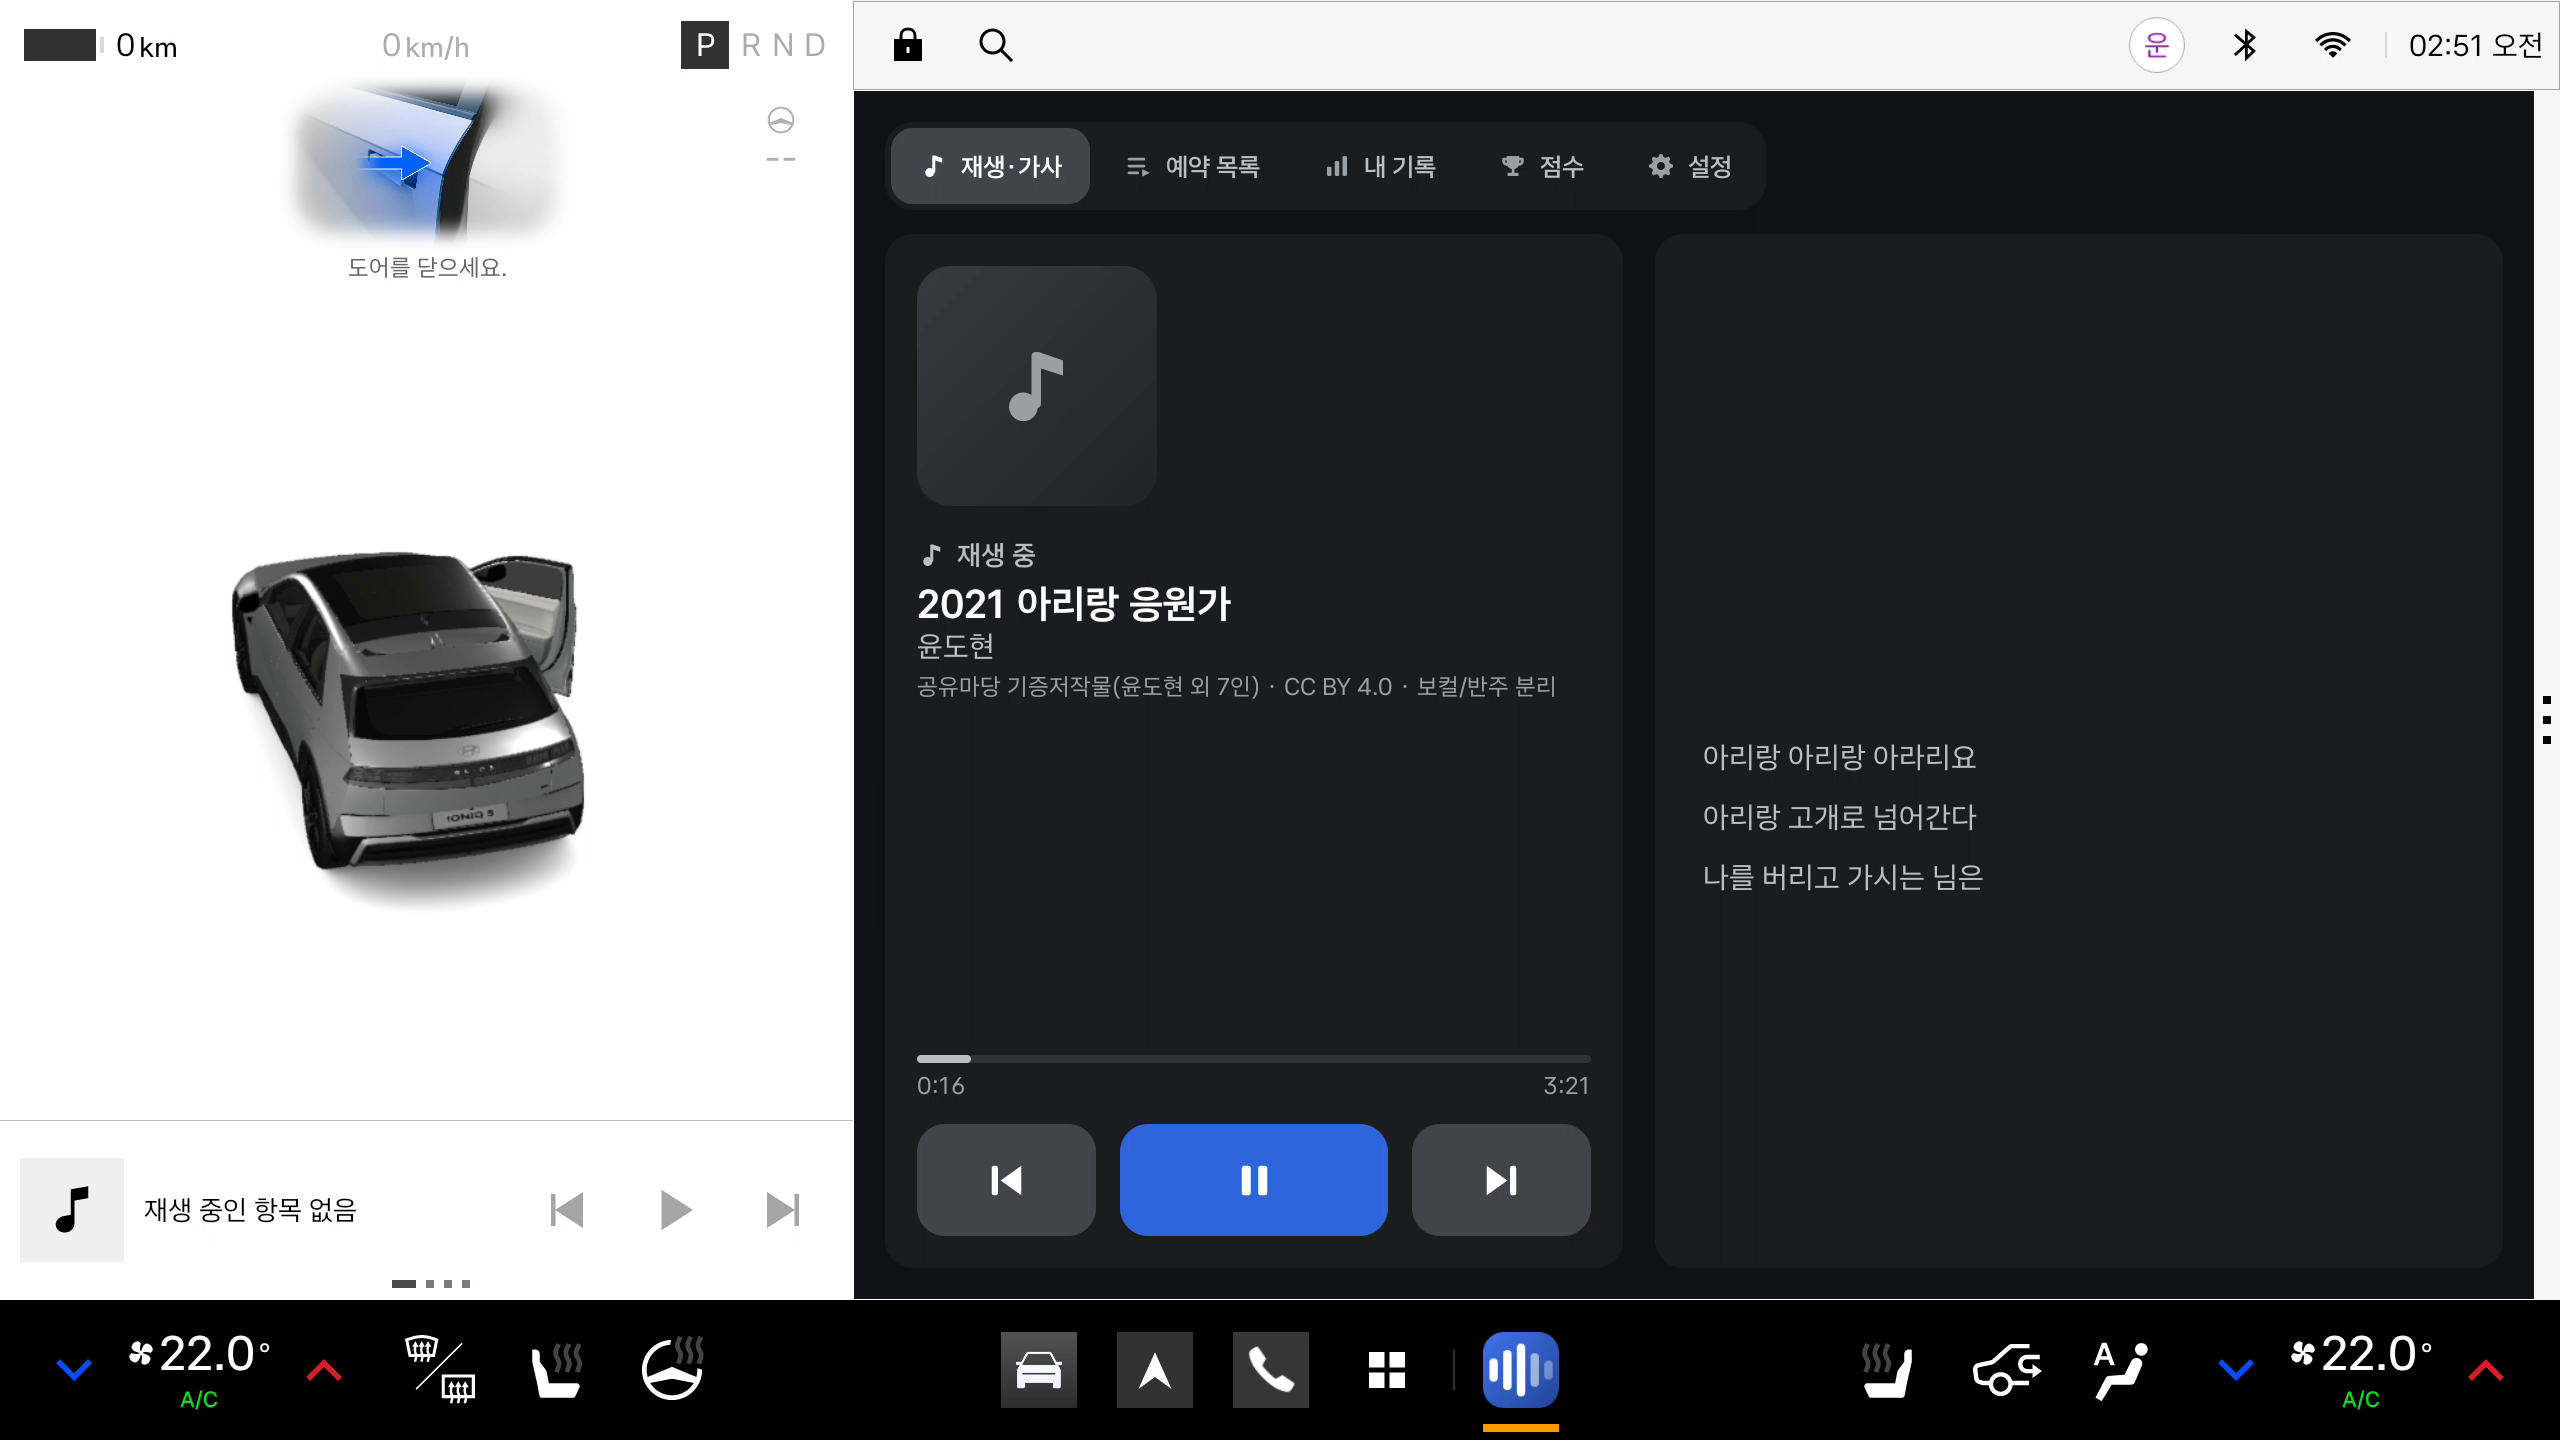 0 km
0 km/h
P R N D
운
02:51 오전
도어를 닫으세요.
IONIQ 5
재생 중인 항목 없음
재생·가사
예약 목록
내 기록
점수
설정
재생 중
2021 아리랑 응원가
윤도현
공유마당 기증저작물(윤도현 외 7인) · CC BY 4.0 · 보컬/반주 분리
0:16
3:21
아리랑 아리랑 아라리요
아리랑 고개로 넘어간다
나를 버리고 가시는 님은
22.0°
A/C
A
22.0°
A/C